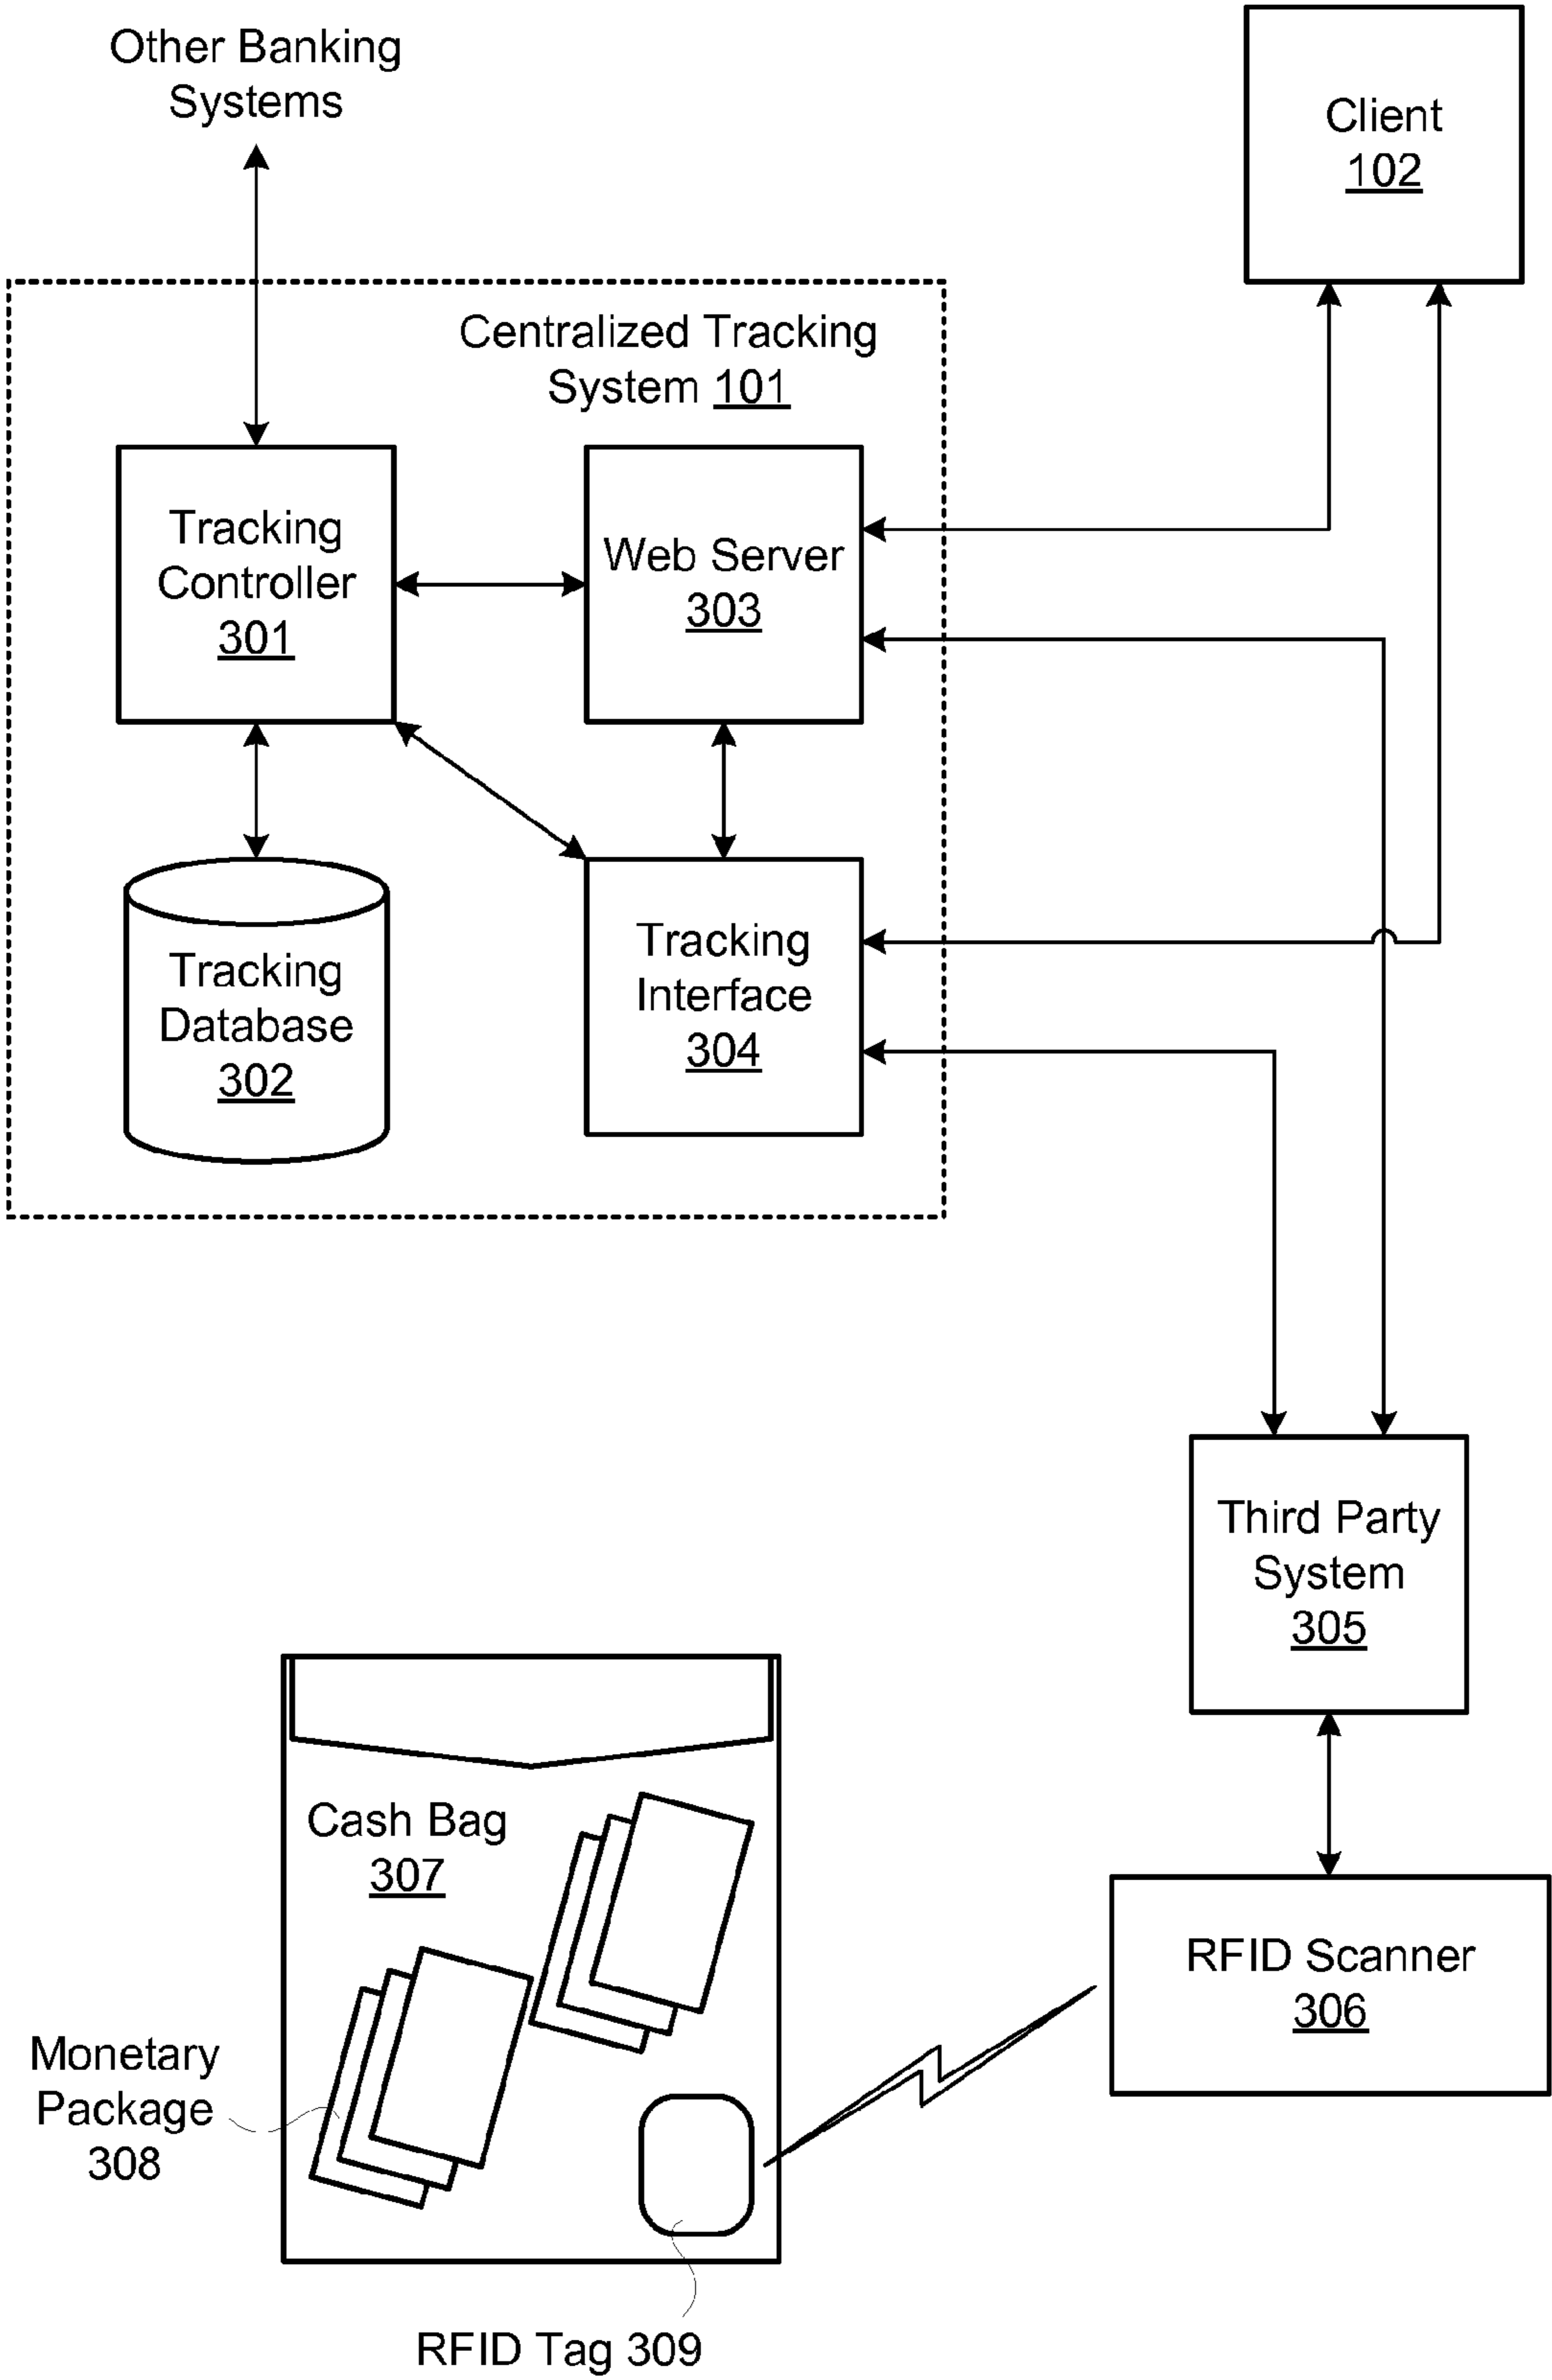 Other Banking
Systems
Client
102
Centralized Tracking
System 101
Tracking
Controller
301
Web Server
303
Tracking
Database
302
Tracking
Interface
304
Third Party
System
305
Cash Bag
307
RFID Scanner
306
Monetary
Package
308
RFID Tag 309